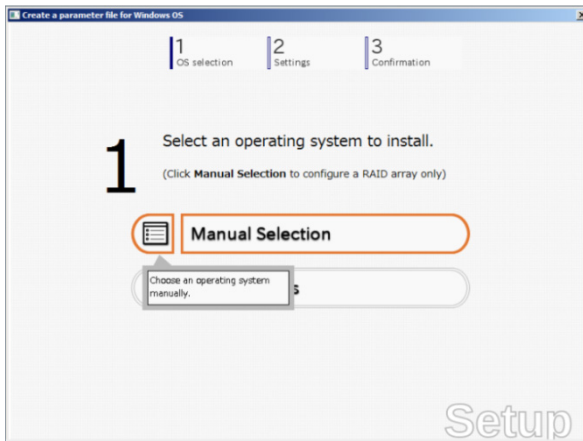 Create a parameter file for Windows OS
1
OS selection
2
Settings
3
Confirmation
1
Select an operating system to install.
(Click Manual Selection to configure a RAID array only)
Manual Selection
Choose an operating system
manually.
s
Setup